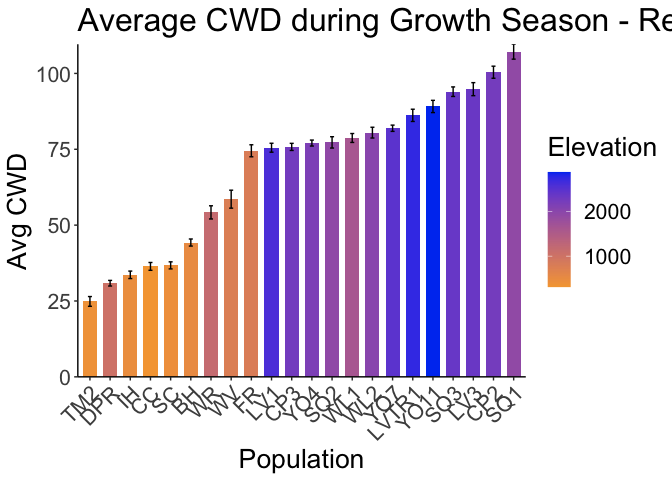 Average CWD during Growth Season - Re
Avg CWD
100
75
50
25
0
TM2 DPR IH CC SC BH WR WV FR LV1 CP3 YO4 SQ2 WL1 WL2 YO7 LVTR1 YO11 SQ3 LV3 CP2 SQ1
Population
Elevation
2000
1000